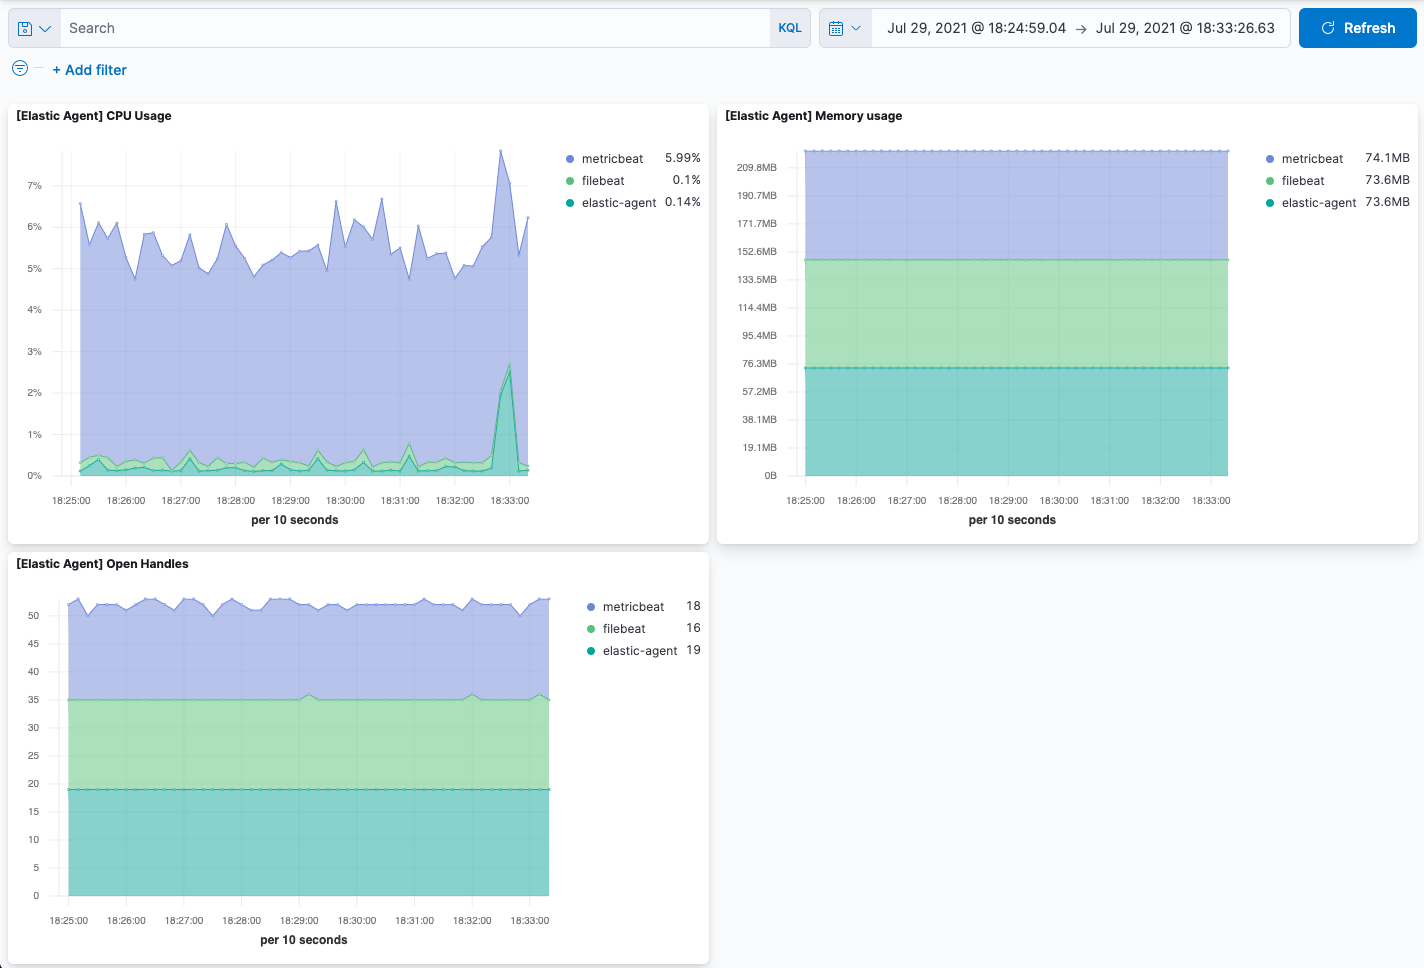 Search KQL Jul 29, 2021 @ 18:24:59.04 → Jul 29, 2021 @ 18:33:26.63 Refresh
+ Add filter
[Elastic Agent] CPU Usage
7%
6%
5%
4%
3%
2%
1%
0%
18:25:00 18:26:00 18:27:00 18:28:00 18:29:00 18:30:00 18:31:00 18:32:00 18:33:00
per 10 seconds
metricbeat 5.99%
filebeat 0.1%
elastic-agent 0.14%
[Elastic Agent] Memory usage
209.8MB
190.7MB
171.7MB
152.6MB
133.5MB
114.4MB
95.4MB
76.3MB
57.2MB
38.1MB
19.1MB
0B
18:25:00 18:26:00 18:27:00 18:28:00 18:29:00 18:30:00 18:31:00 18:32:00 18:33:00
per 10 seconds
metricbeat 74.1MB
filebeat 73.6MB
elastic-agent 73.6MB
[Elastic Agent] Open Handles
50
45
40
35
30
25
20
15
10
5
0
18:25:00 18:26:00 18:27:00 18:28:00 18:29:00 18:30:00 18:31:00 18:32:00 18:33:00
per 10 seconds
metricbeat 18
filebeat 16
elastic-agent 19